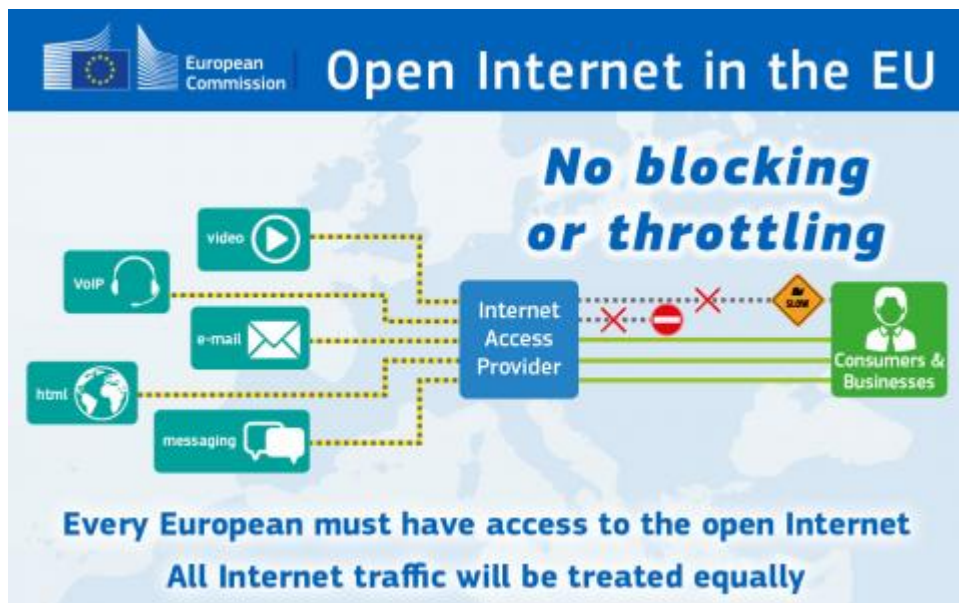 European
Commission
Open Internet in the EU
No blocking
or throttling
video
VoIP
e-mail
html
messaging
Internet
Access
Provider
SLOW
Consumers &
Businesses
Every European must have access to the open Internet
All Internet traffic will be treated equally